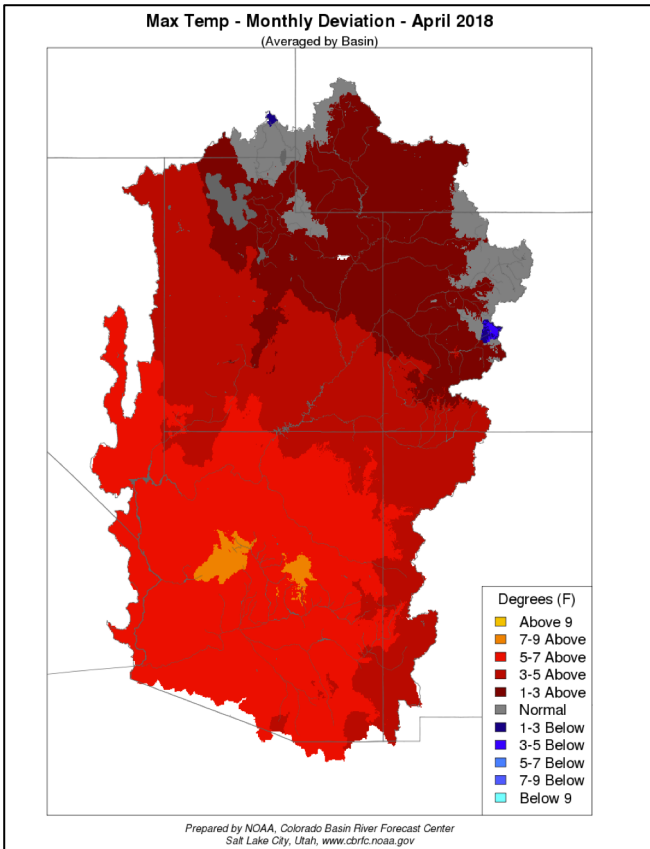 Max Temp - Monthly Deviation - April 2018
(Averaged by Basin)
Degrees (F)
Above 9
7-9 Above
5-7 Above
3-5 Above
1-3 Above
Normal
1-3 Below
3-5 Below
5-7 Below
7-9 Below
Below 9
Prepared by NOAA, Colorado Basin River Forecast Center
Salt Lake City, Utah, www.cbrfc.noaa.gov